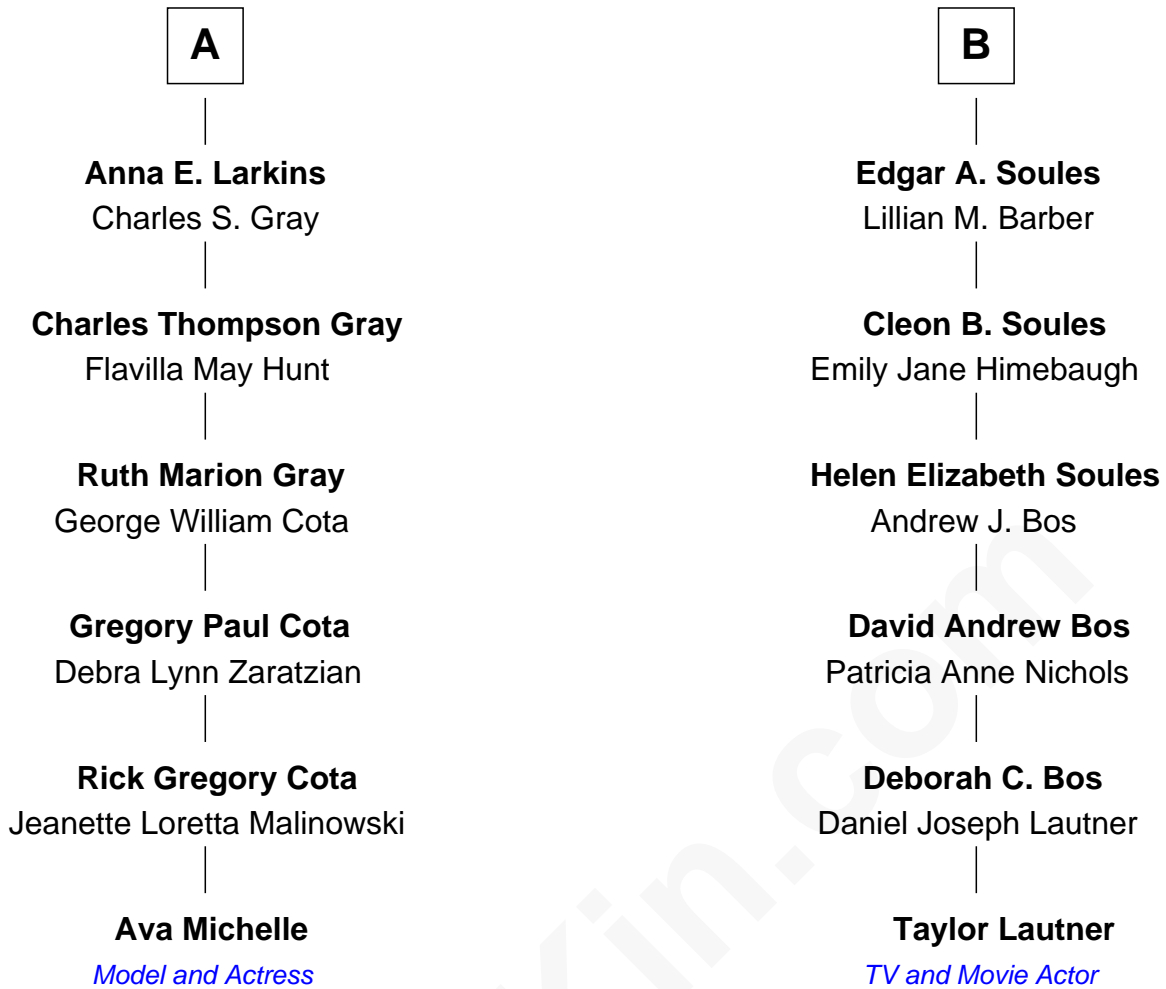 A
B
Anna E. Larkins
Charles S. Gray
Edgar A. Soules
Lillian M. Barber
Charles Thompson Gray
Flavilla May Hunt
Cleon B. Soules
Emily Jane Himebaugh
Ruth Marion Gray
George William Cota
Helen Elizabeth Soules
Andrew J. Bos
Gregory Paul Cota
Debra Lynn Zaratzian
David Andrew Bos
Patricia Anne Nichols
Rick Gregory Cota
Jeanette Loretta Malinowski
Deborah C. Bos
Daniel Joseph Lautner
Ava Michelle
Model and Actress
Taylor Lautner
TV and Movie Actor
Kin.com